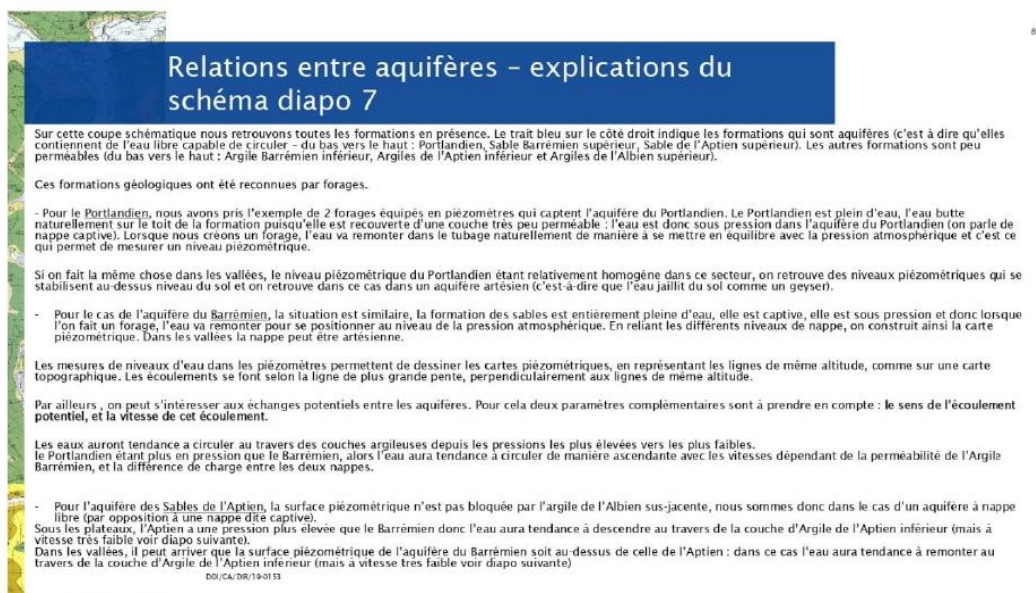 8
Relations entre aquifères – explications du
schéma diapo 7
Sur cette coupe schématique nous retrouvons toutes les formations en présence. Le trait bleu sur le côté droit indique les formations qui sont aquifères (c'est à dire qu'elles
contiennent de l'eau libre capable de circuler – du bas vers le haut : Portlandien, Sable Barrémien supérieur, Sable de l'Aptien supérieur). Les autres formations sont peu
perméables (du bas vers le haut : Argile Barrémien inférieur, Argiles de l'Aptien inférieur et Argiles de l'Albien supérieur).
Ces formations géologiques ont été reconnues par forages.
- Pour le Portlandien, nous avons pris l'exemple de 2 forages équipés en piézomètres qui captent l'aquifère du Portlandien. Le Portlandien est plein d'eau, l'eau butte
naturellement sur le toit de la formation puisqu'elle est recouverte d'une couche très peu perméable : l'eau est donc sous pression dans l'aquifère du Portlandien (on parle de
nappe captive). Lorsque nous créons un forage, l'eau va remonter dans le tubage naturellement de manière à se mettre en équilibre avec la pression atmosphérique et c'est ce
qui permet de mesurer un niveau piézométrique.
Si on fait la même chose dans les vallées, le niveau piézométrique du Portlandien étant relativement homogène dans ce secteur, on retrouve des niveaux piézométriques qui se
stabilisent au-dessus niveau du sol et on retrouve dans ce cas dans un aquifère artésien (c'est-à-dire que l'eau jaillit du sol comme un geyser).
- Pour le cas de l'aquifère du Barrémien, la situation est similaire, la formation des sables est entièrement pleine d'eau, elle est captive, elle est sous pression et donc lorsque
l'on fait un forage, l'eau va remonter pour se positionner au niveau de la pression atmosphérique. En reliant les différents niveaux de nappe, on construit ainsi la carte
piézométrique. Dans les vallées la nappe peut être artésienne.
Les mesures de niveaux d'eau dans les piézomètres permettent de dessiner les cartes piézométriques, en représentant les lignes de même altitude, comme sur une carte
topographique. Les écoulements se font selon la ligne de plus grande pente, perpendiculairement aux lignes de même altitude.
Par ailleurs , on peut s'intéresser aux échanges potentiels entre les aquifères. Pour cela deux paramètres complémentaires sont à prendre en compte : le sens de l'écoulement
potentiel, et la vitesse de cet écoulement.
Les eaux auront tendance a circuler au travers des couches argileuses depuis les pressions les plus élevées vers les plus faibles.
le Portlandien étant plus en pression que le Barrémien, alors l'eau aura tendance à circuler de manière ascendante avec les vitesses dépendant de la perméabilité de l'Argile
Barrémien, et la différence de charge entre les deux nappes.
- Pour l'aquifère des Sables de l'Aptien, la surface piézométrique n'est pas bloquée par l'argile de l'Albien sus-jacente, nous sommes donc dans le cas d'un aquifère à nappe
libre (par opposition à une nappe dite captive).
Sous les plateaux, l'Aptien a une pression plus élevée que le Barrémien donc l'eau aura tendance à descendre au travers de la couche d'Argile de l'Aptien inférieur (mais à
vitesse très faible voir diapo suivante).
Dans les vallées, il peut arriver que la surface piézométrique de l'aquifère du Barrémien soit au-dessus de celle de l'Aptien : dans ce cas l'eau aura tendance à remonter au
travers de la couche d'Argile de l'Aptien inférieur (mais à vitesse très faible voir diapo suivante)
DOI/CA/DIR/19-0153